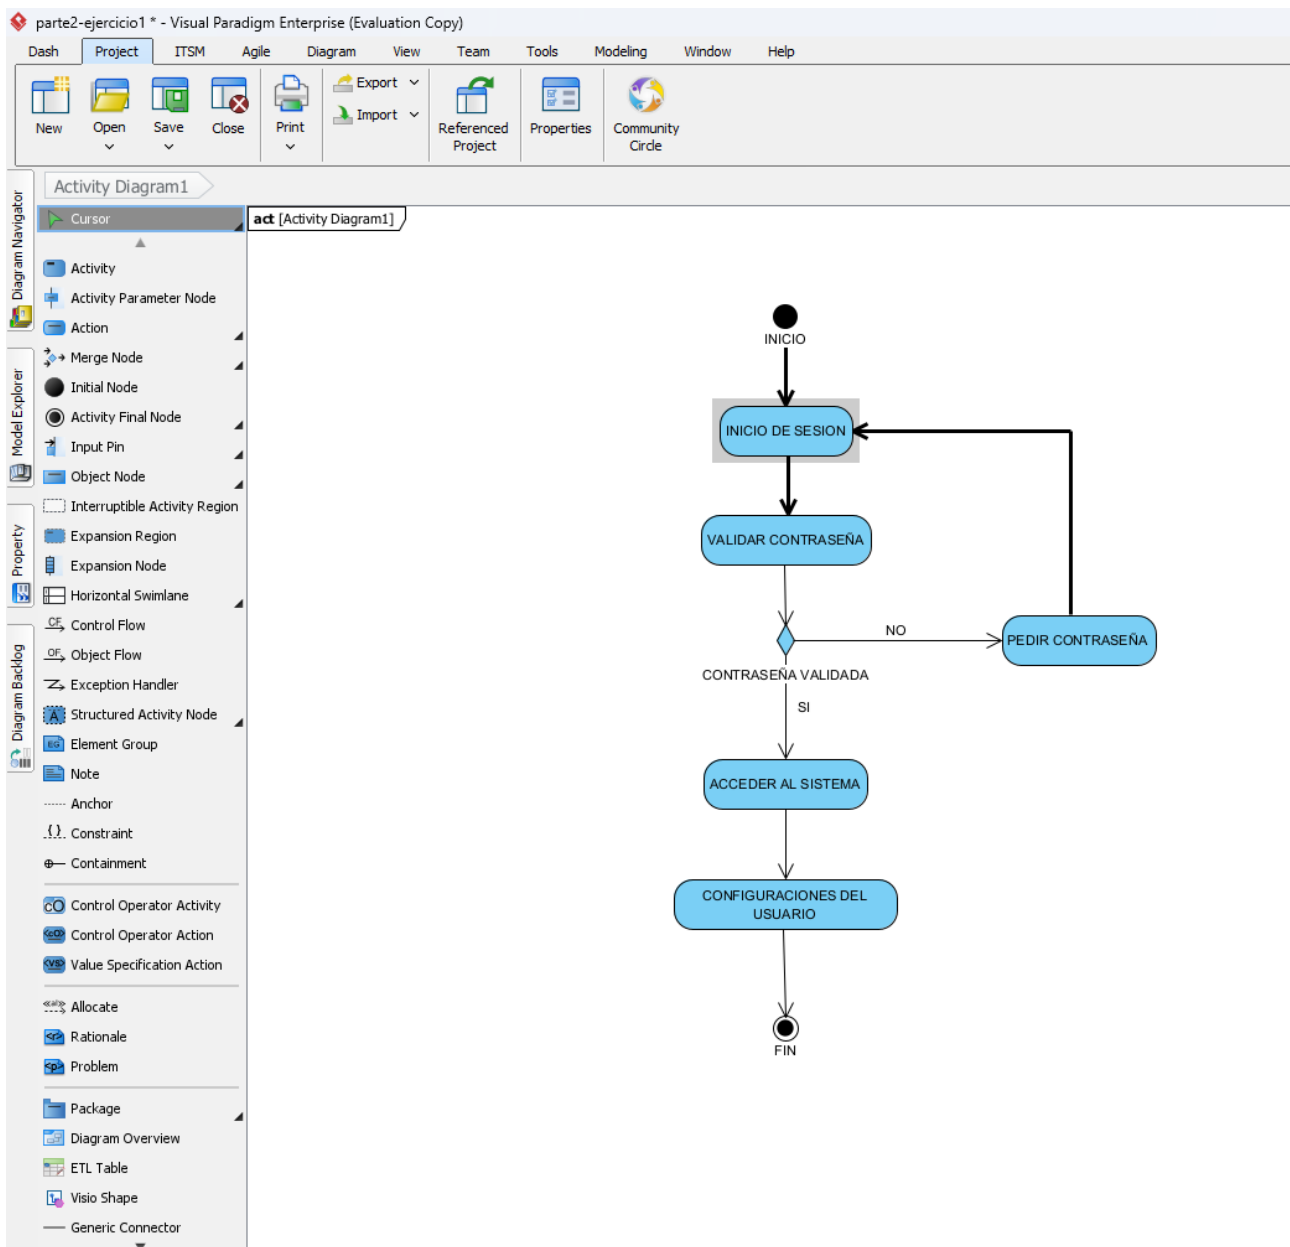 parte2-ejercicio1 * - Visual Paradigm Enterprise (Evaluation Copy)
Dash Project ITSM Agile Diagram View Team Tools Modeling Window Help
New
Open
Save
Close
Print
Export
Import
Referenced
Project
Properties
Community
Circle
Diagram Navigator
Model Explorer
Property
Diagram Backlog
Activity Diagram1
Cursor
Activity
Activity Parameter Node
Action
Merge Node
Initial Node
Activity Final Node
Input Pin
Object Node
Interruptible Activity Region
Expansion Region
Expansion Node
Horizontal Swimlane
CF Control Flow
OF Object Flow
Exception Handler
A Structured Activity Node
EG Element Group
Note
Anchor
{} Constraint
Containment
cO Control Operator Activity
«cO» Control Operator Action
«VS» Value Specification Action
Allocate
«r» Rationale
«p» Problem
Package
Diagram Overview
ETL Table
Visio Shape
Generic Connector
act [Activity Diagram1]
INICIO
INICIO DE SESION
VALIDAR CONTRASEÑA
NO
PEDIR CONTRASEÑA
CONTRASEÑA VALIDADA
SI
ACCEDER AL SISTEMA
CONFIGURACIONES DEL
USUARIO
FIN